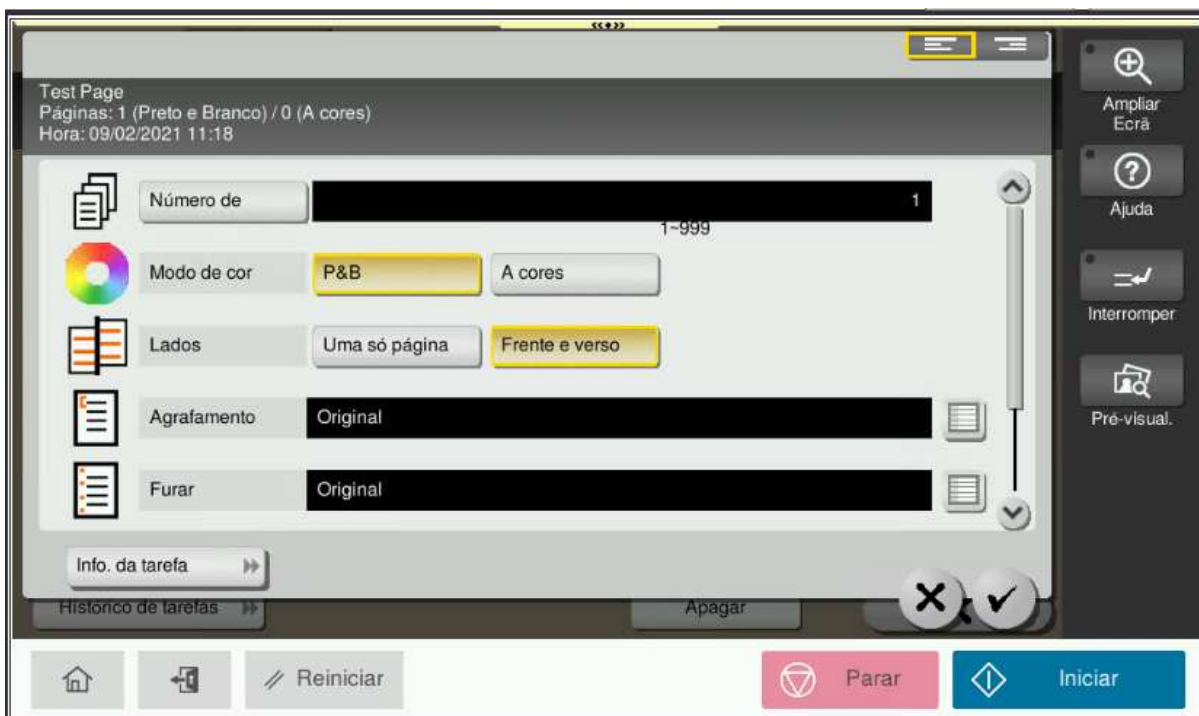 Test Page
Páginas: 1 (Preto e Branco) / 0 (A cores)
Hora: 09/02/2021 11:18
Número de
1
1~999
Modo de cor
P&B
A cores
Lados
Uma só página
Frente e verso
Agrafamento
Original
Furar
Original
Info. da tarefa
Histórico de tarefas
Apagar
Ampliar
Ecrã
Ajuda
Interromper
Pré-visual.
Reiniciar
Parar
Iniciar